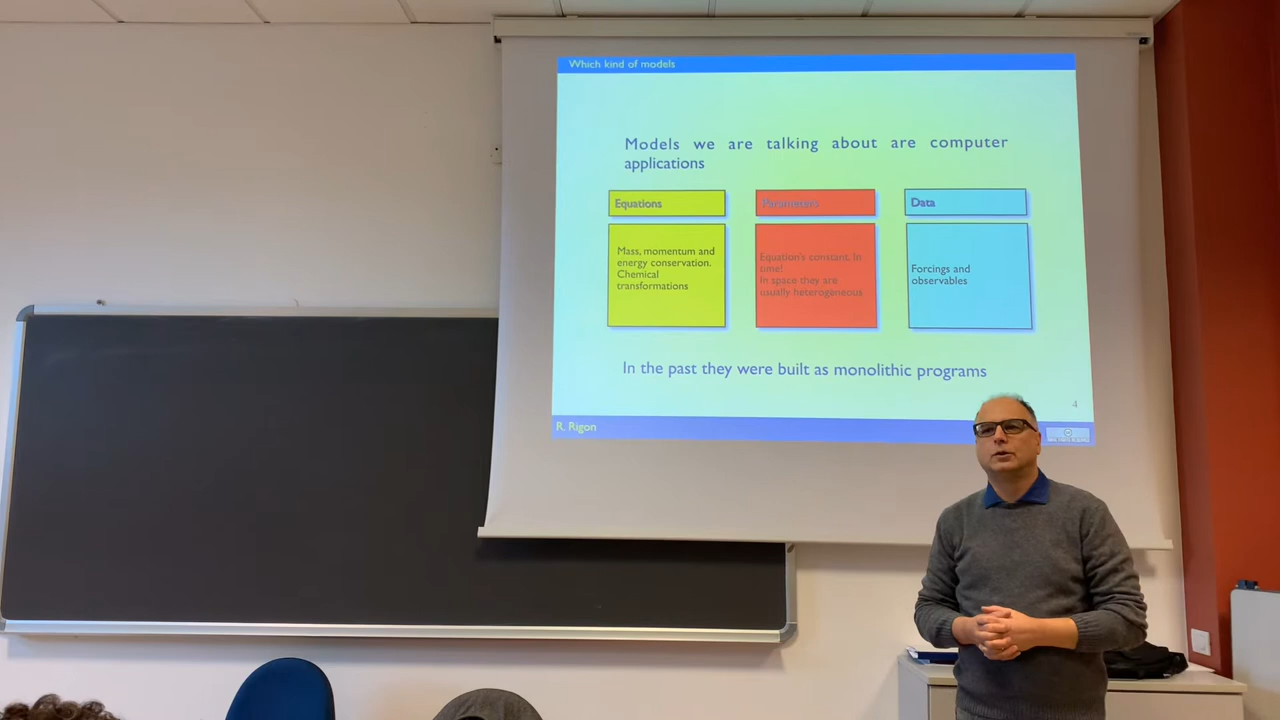 Which kind of models
Models we are talking about are computer
applications
Equations
Parameters
Data
Mass, momentum and
energy conservation.
Chemical
transformations
Equation's constant. In
time!
In space they are
usually heterogeneous
Forcings and
observables
In the past they were built as monolithic programs
4
R. Rigon